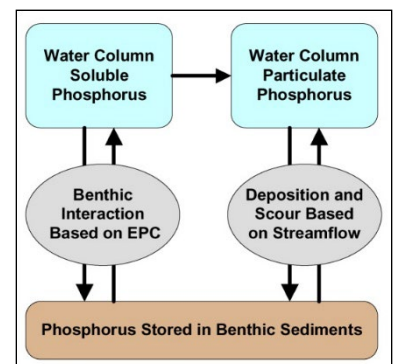 Water Column
Soluble
Phosphorus
Water Column
Particulate
Phosphorus
Benthic
Interaction
Based on EPC
Deposition and
Scour Based
on Streamflow
Phosphorus Stored in Benthic Sediments